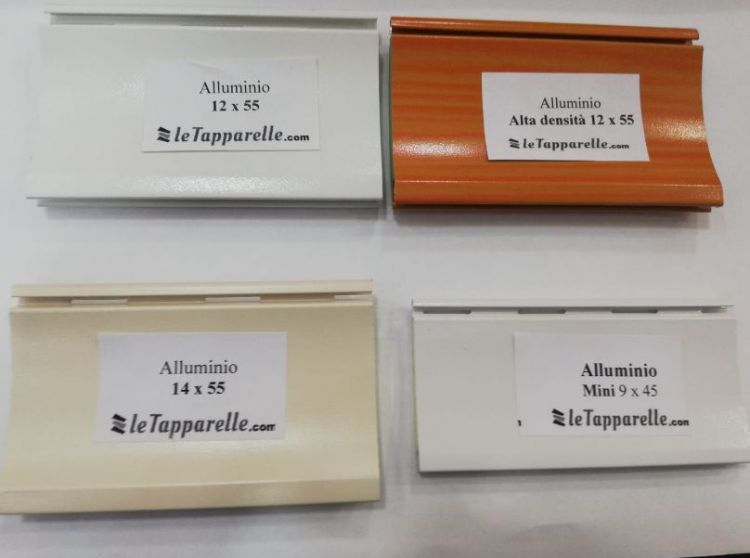 Alluminio
12 x 55
leTapparelle.com
Alluminio
Alta densità 12 x 55
leTapparelle.com
Alluminio
14 x 55
leTapparelle.com
Alluminio
Mini 9 x 45
leTapparelle.com